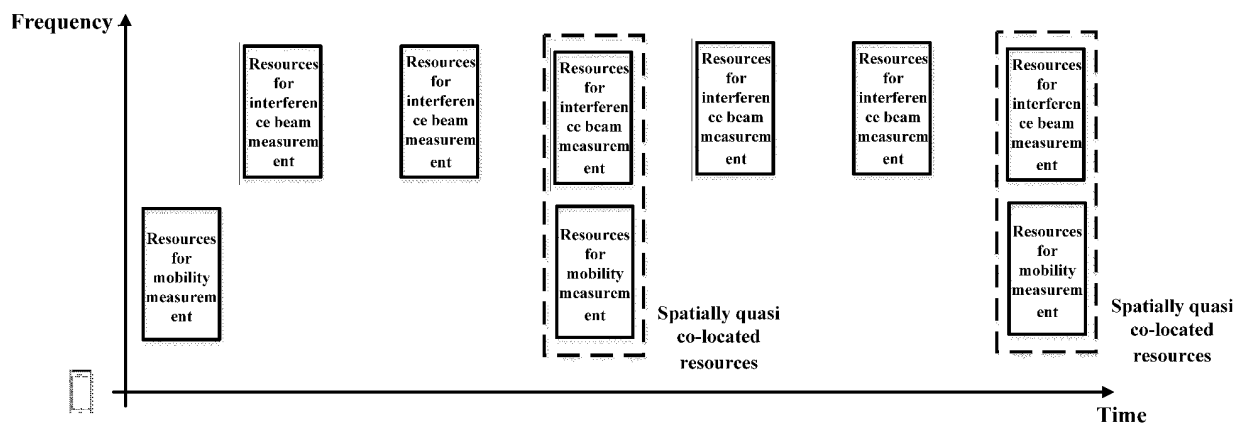 Frequency
Resources
for
interferen
ce beam
measurem
ent
Resources
for
interferen
ce beam
measurem
ent
Resources
for
interferen
ce beam
measurem
ent
Resources
for
interferen
ce beam
measurem
ent
Resources
for
interferen
ce beam
measurem
ent
Resources
for
interferen
ce beam
measurem
ent
Resources
for
mobility
measurem
ent
Resources
for
mobility
measurem
ent
Spatially quasi
co-located
resources
Resources
for
mobility
measurem
ent
Spatially quasi
co-located
resources
Time